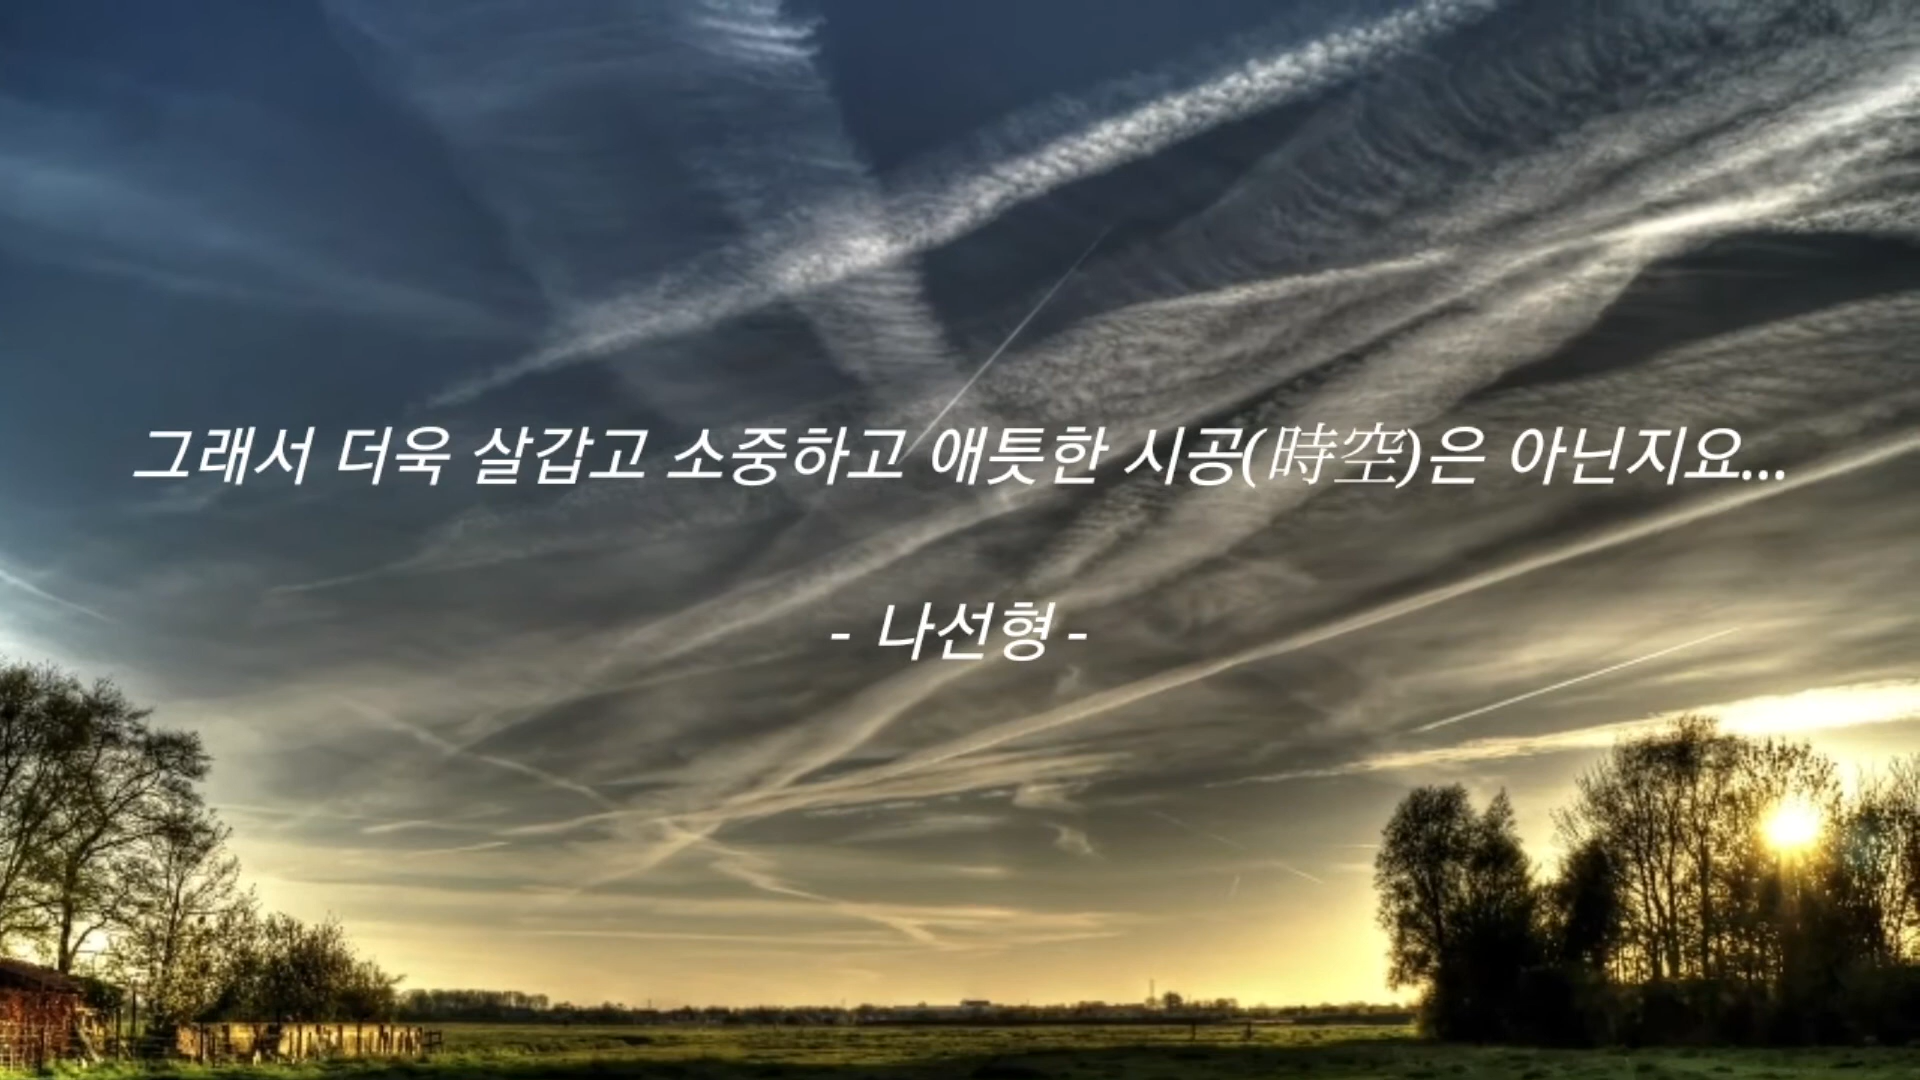 그래서 더욱 살갑고 소중하고 애틋한 시공(時空)은 아닌지요...
- 나선형 -